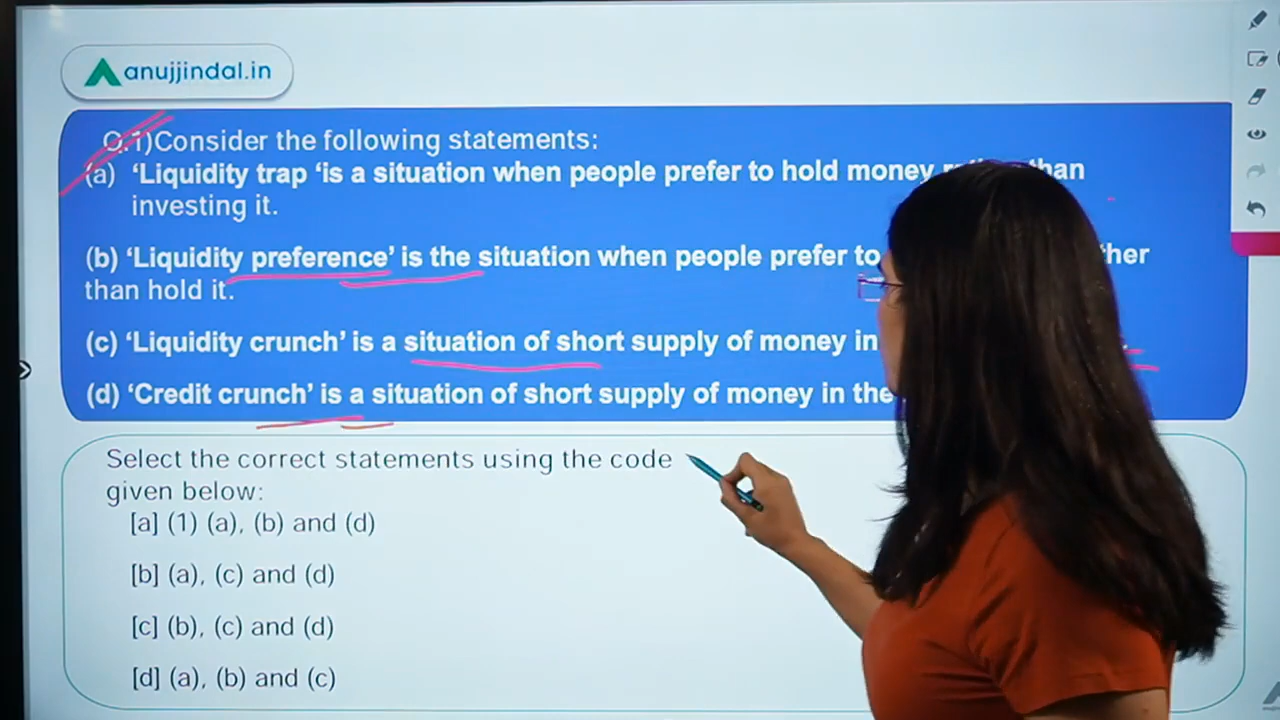 anujjindal.in
Q.1)Consider the following statements:
(a) ‘Liquidity trap ‘is a situation when people prefer to hold money than
investing it.
(b) ‘Liquidity preference’ is the situation when people prefer to
than hold it.
(c) ‘Liquidity crunch’ is a situation of short supply of money in
(d) ‘Credit crunch’ is a situation of short supply of money in the
Select the correct statements using the code
given below:
[a] (1) (a), (b) and (d)
[b] (a), (c) and (d)
[c] (b), (c) and (d)
[d] (a), (b) and (c)